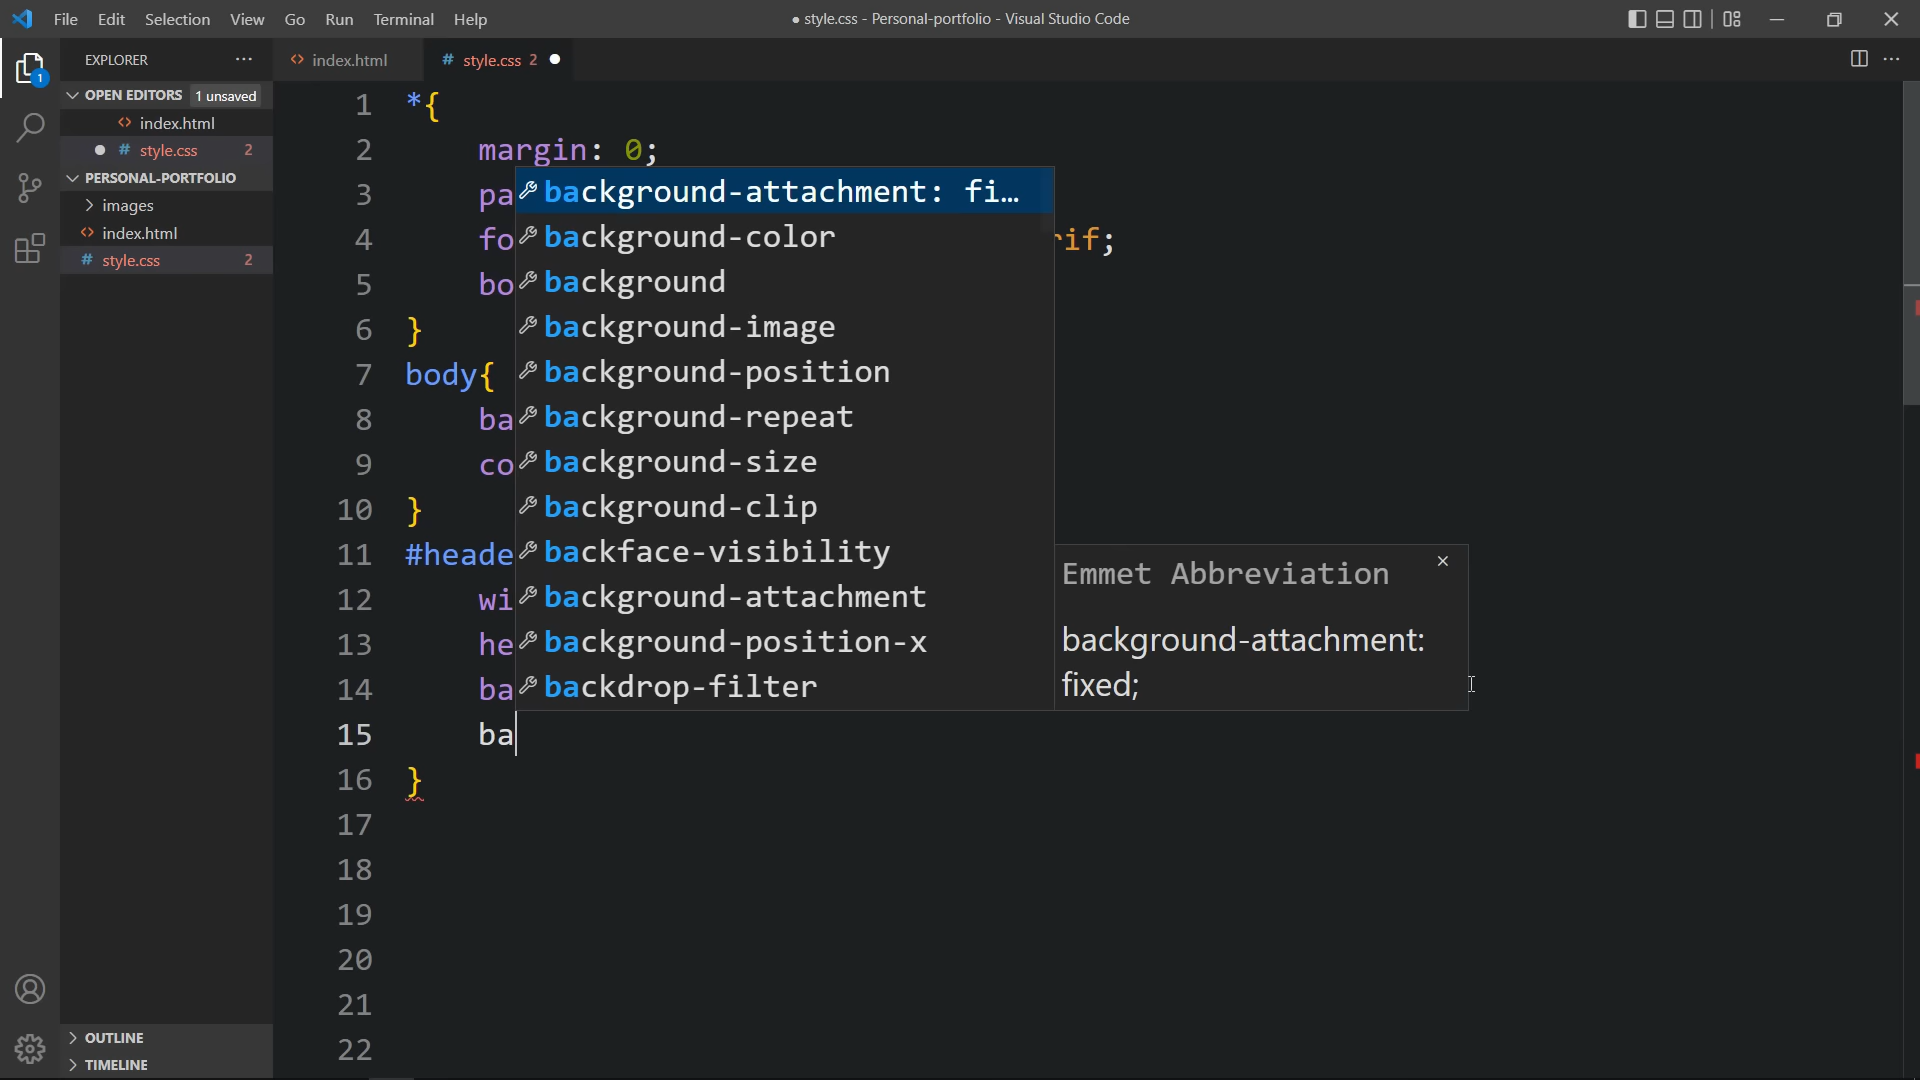 File Edit Selection View Go Run Terminal Help
● style.css - Personal-portfolio - Visual Studio Code
EXPLORER ···
OPEN EDITORS 1 unsaved
<> index.html
● # style.css 2
PERSONAL-PORTFOLIO
> images
<> index.html
# style.css 2
OUTLINE
TIMELINE
1
<> index.html
# style.css 2 ●
1 *{
2 margin: 0;
3 pa
4 fo rif;
5 bo
6 }
7 body{
8 ba
9 co
10 }
11 #heade
12 wi
13 he
14 ba
15 ba
16 }
17
18
19
20
21
22
background-attachment: fi…
background-color
background
background-image
background-position
background-repeat
background-size
background-clip
backface-visibility
background-attachment
background-position-x
backdrop-filter
Emmet Abbreviation
background-attachment:
fixed;